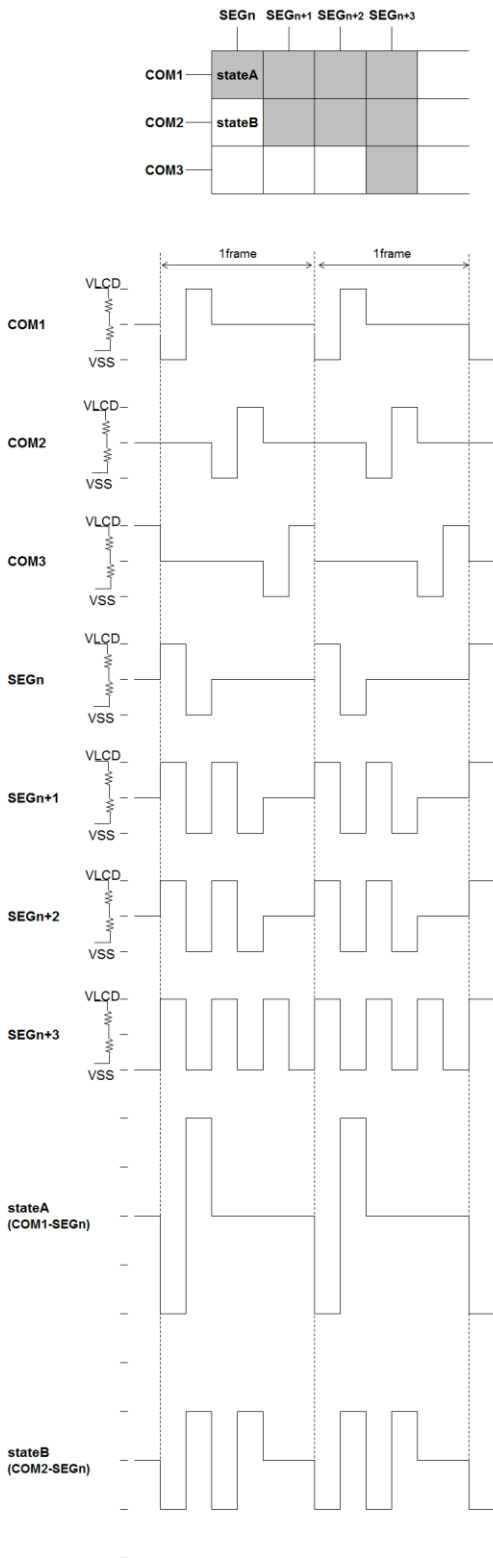 SEGn SEGn+1 SEGn+2 SEGn+3
COM1 stateA
COM2 stateB
COM3
1frame 1frame
VLCD
COM1
VSS
VLCD
COM2
VSS
VLCD
COM3
VSS
VLCD
SEGn
VSS
VLCD
SEGn+1
VSS
VLCD
SEGn+2
VSS
VLCD
SEGn+3
VSS
stateA
(COM1-SEGn)
stateB
(COM2-SEGn)